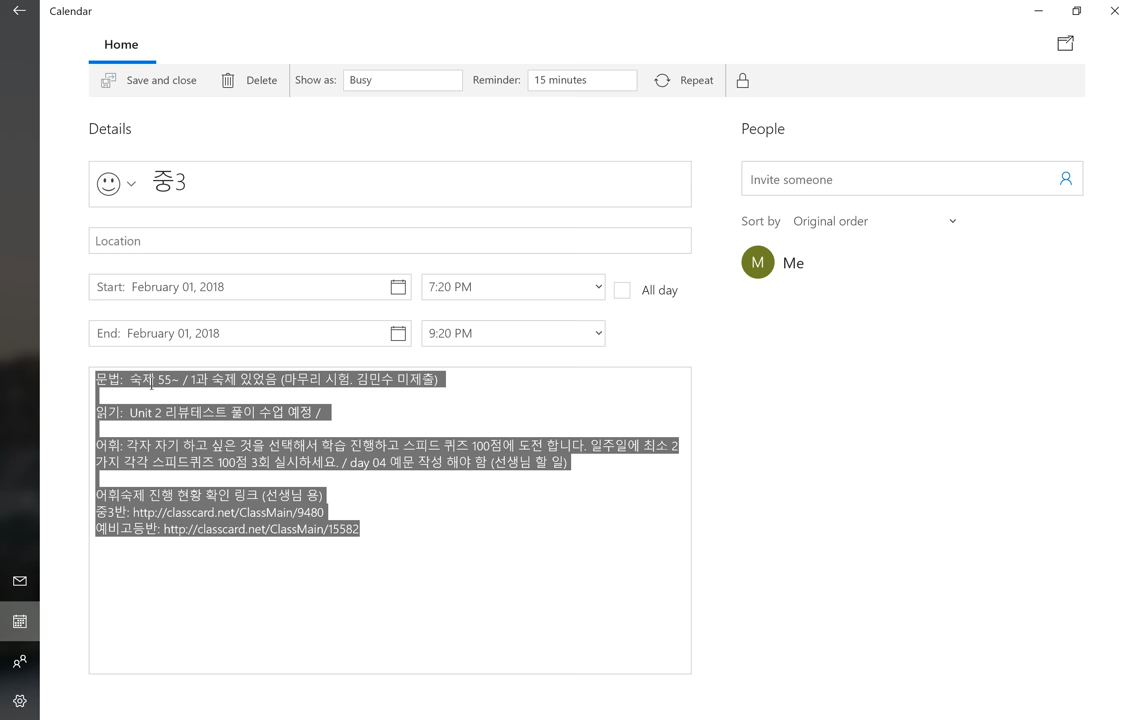 Calendar
Home
Save and close
Delete
Show as:
Busy
Reminder:
15 minutes
Repeat
Details
People
중3
Invite someone
Location
Sort by Original order
Start: February 01, 2018
7:20 PM
All day
M
Me
End: February 01, 2018
9:20 PM
문법: 숙제 55~ / 1과 숙제 있었음 (마무리 시험. 김민수 미제출)
읽기: Unit 2 리뷰테스트 풀이 수업 예정 /
어휘: 각자 자기 하고 싶은 것을 선택해서 학습 진행하고 스피드 퀴즈 100점에 도전 합니다. 일주일에 최소 2
가지 각각 스피드퀴즈 100점 3회 실시하세요. / day 04 예문 작성 해야 함 (선생님 할 일)
어휘숙제 진행 현황 확인 링크 (선생님 용)
중3반: http://classcard.net/ClassMain/9480
예비고등반: http://classcard.net/ClassMain/15582